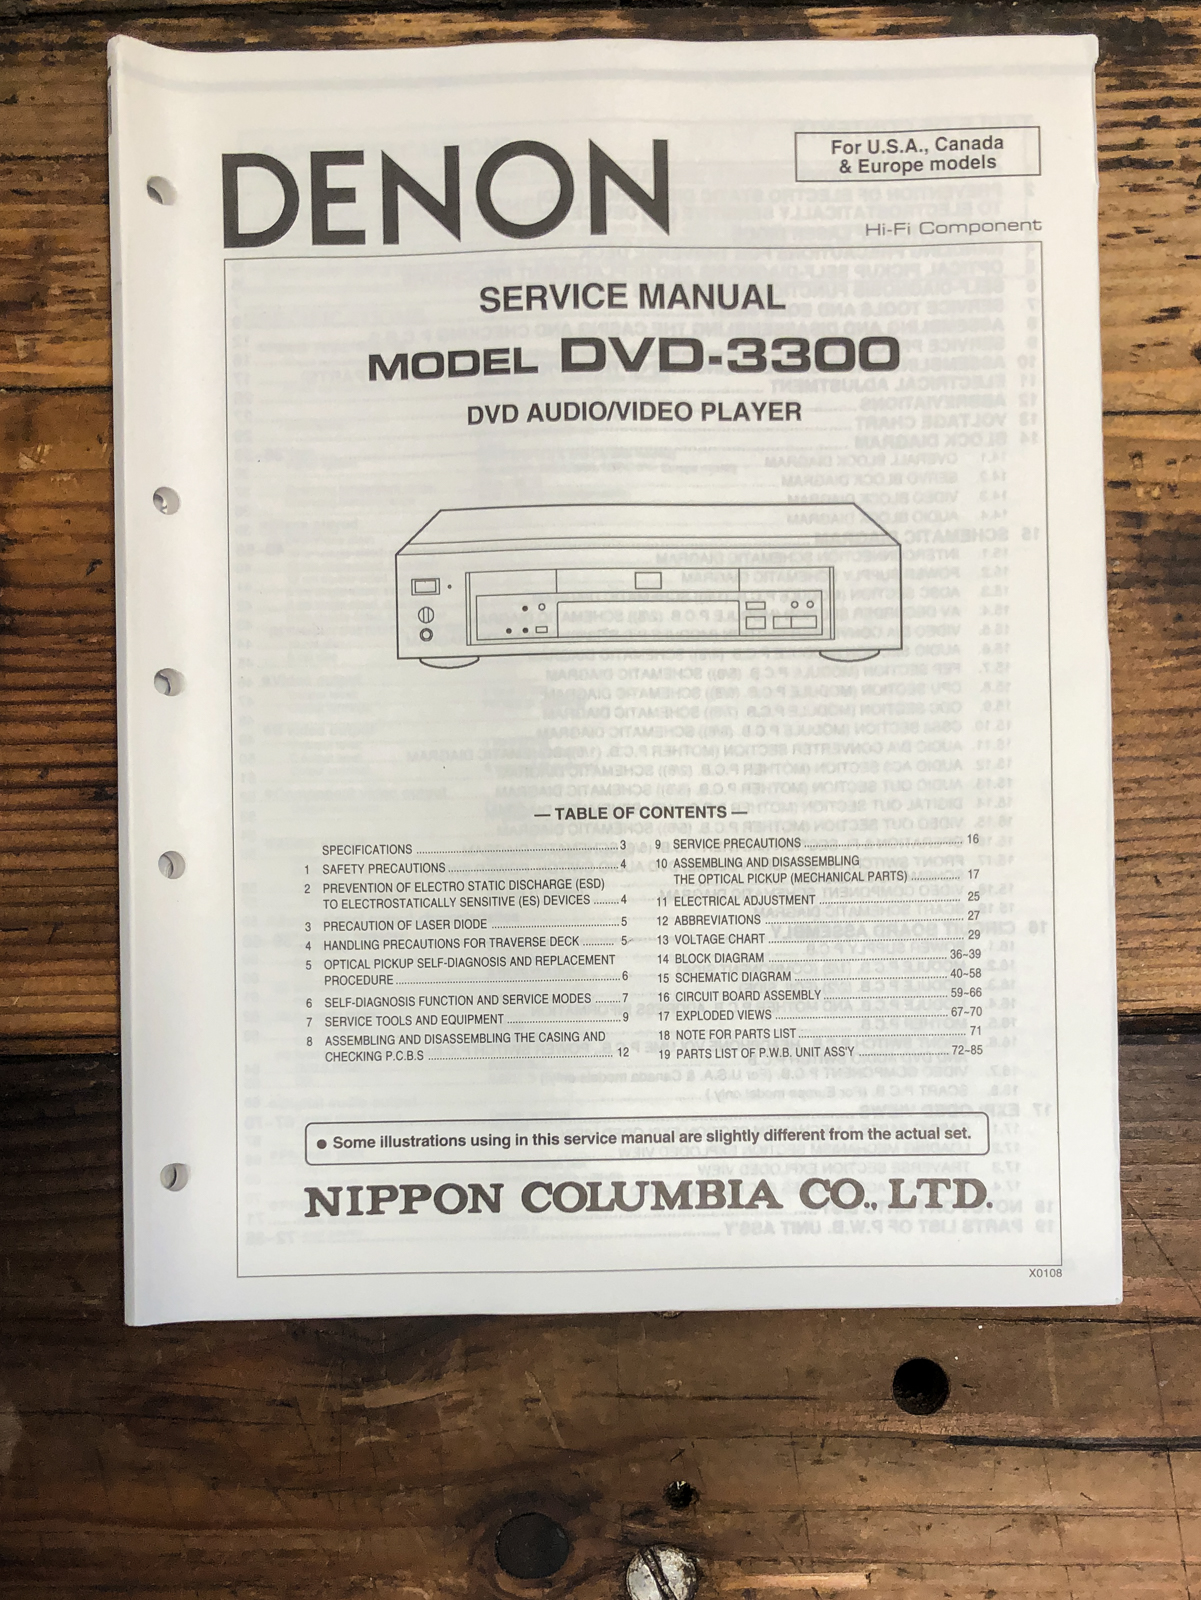 DENON
For U.S.A., Canada
& Europe models
Hi-Fi Component
SERVICE MANUAL
MODEL DVD-3300
DVD AUDIO/VIDEO PLAYER
— TABLE OF CONTENTS —
SPECIFICATIONS ........ 3
1 SAFETY PRECAUTIONS ........ 4
2 PREVENTION OF ELECTRO STATIC DISCHARGE (ESD)
TO ELECTROSTATICALLY SENSITIVE (ES) DEVICES ........ 4
3 PRECAUTION OF LASER DIODE ........ 5
4 HANDLING PRECAUTIONS FOR TRAVERSE DECK ........ 5
5 OPTICAL PICKUP SELF-DIAGNOSIS AND REPLACEMENT
PROCEDURE ........ 6
6 SELF-DIAGNOSIS FUNCTION AND SERVICE MODES ........ 7
7 SERVICE TOOLS AND EQUIPMENT ........ 9
8 ASSEMBLING AND DISASSEMBLING THE CASING AND
CHECKING P.C.B.S ........ 12
9 SERVICE PRECAUTIONS ........ 16
10 ASSEMBLING AND DISASSEMBLING
THE OPTICAL PICKUP (MECHANICAL PARTS) ........ 17
11 ELECTRICAL ADJUSTMENT ........ 25
12 ABBREVIATIONS ........ 27
13 VOLTAGE CHART ........ 29
14 BLOCK DIAGRAM ........ 36~39
15 SCHEMATIC DIAGRAM ........ 40~58
16 CIRCUIT BOARD ASSEMBLY ........ 59~66
17 EXPLODED VIEWS ........ 67~70
18 NOTE FOR PARTS LIST ........ 71
19 PARTS LIST OF P.W.B. UNIT ASS'Y ........ 72~85
● Some illustrations using in this service manual are slightly different from the actual set.
NIPPON COLUMBIA CO., LTD.
X0108